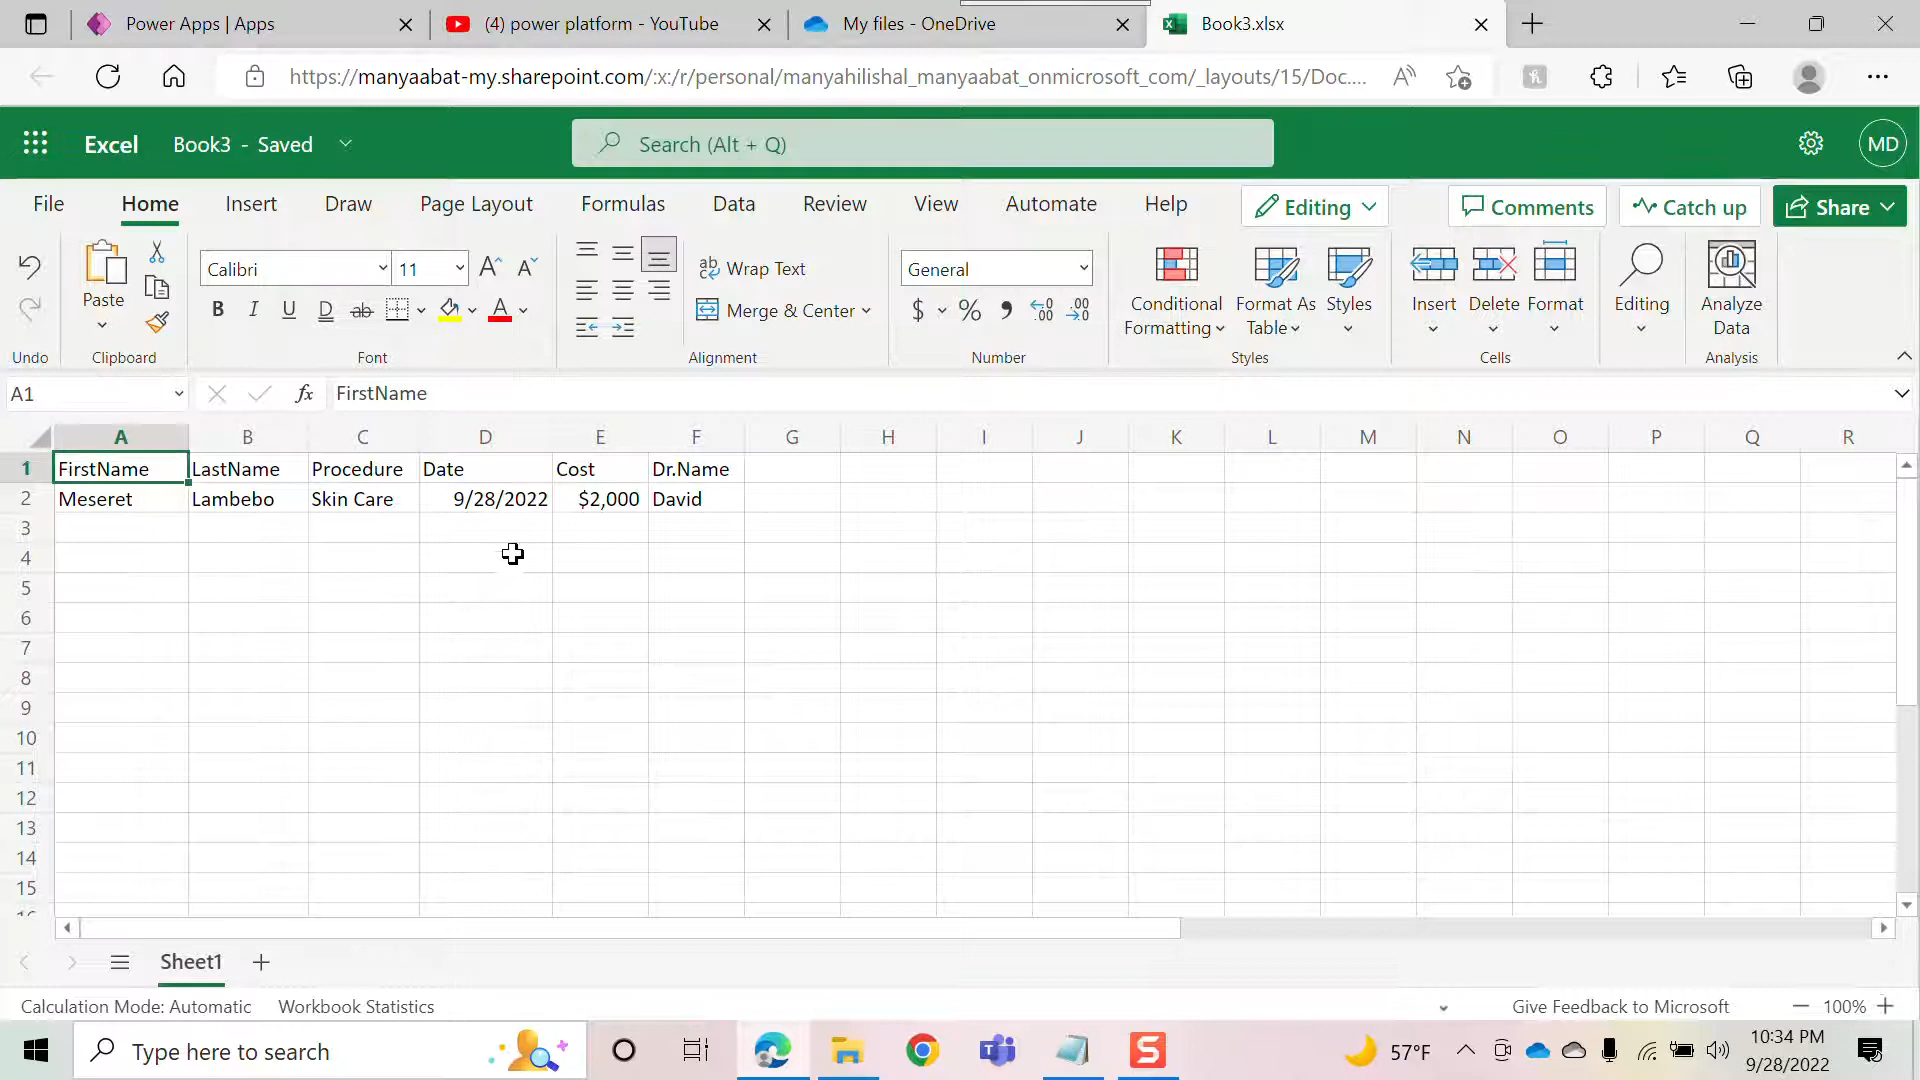 Power Apps | Apps
(4) power platform - YouTube
My files - OneDrive
Book3.xlsx
https://manyaabat-my.sharepoint.com/:x:/r/personal/manyahilishal_manyaabat_onmicrosoft_com/_layouts/15/Doc....
Excel Book3 - Saved
Search (Alt + Q)
MD
File Home Insert Draw Page Layout Formulas Data Review View Automate Help
Editing Comments Catch up Share
Paste
Calibri 11
Wrap Text
Merge & Center
General
Conditional Formatting
Format As Table
Styles
Insert Delete Format
Editing
Analyze Data
Undo Clipboard Font Alignment Number Styles Cells Analysis
A1 fx FirstName
A B C D E F G H I J K L M N O P Q R
1 FirstName LastName Procedure Date Cost Dr.Name
2 Meseret Lambebo Skin Care 9/28/2022 $2,000 David
3
4
5
6
7
8
9
10
11
12
13
14
15
Sheet1
Calculation Mode: Automatic Workbook Statistics
Give Feedback to Microsoft 100%
Type here to search
57°F
10:34 PM
9/28/2022